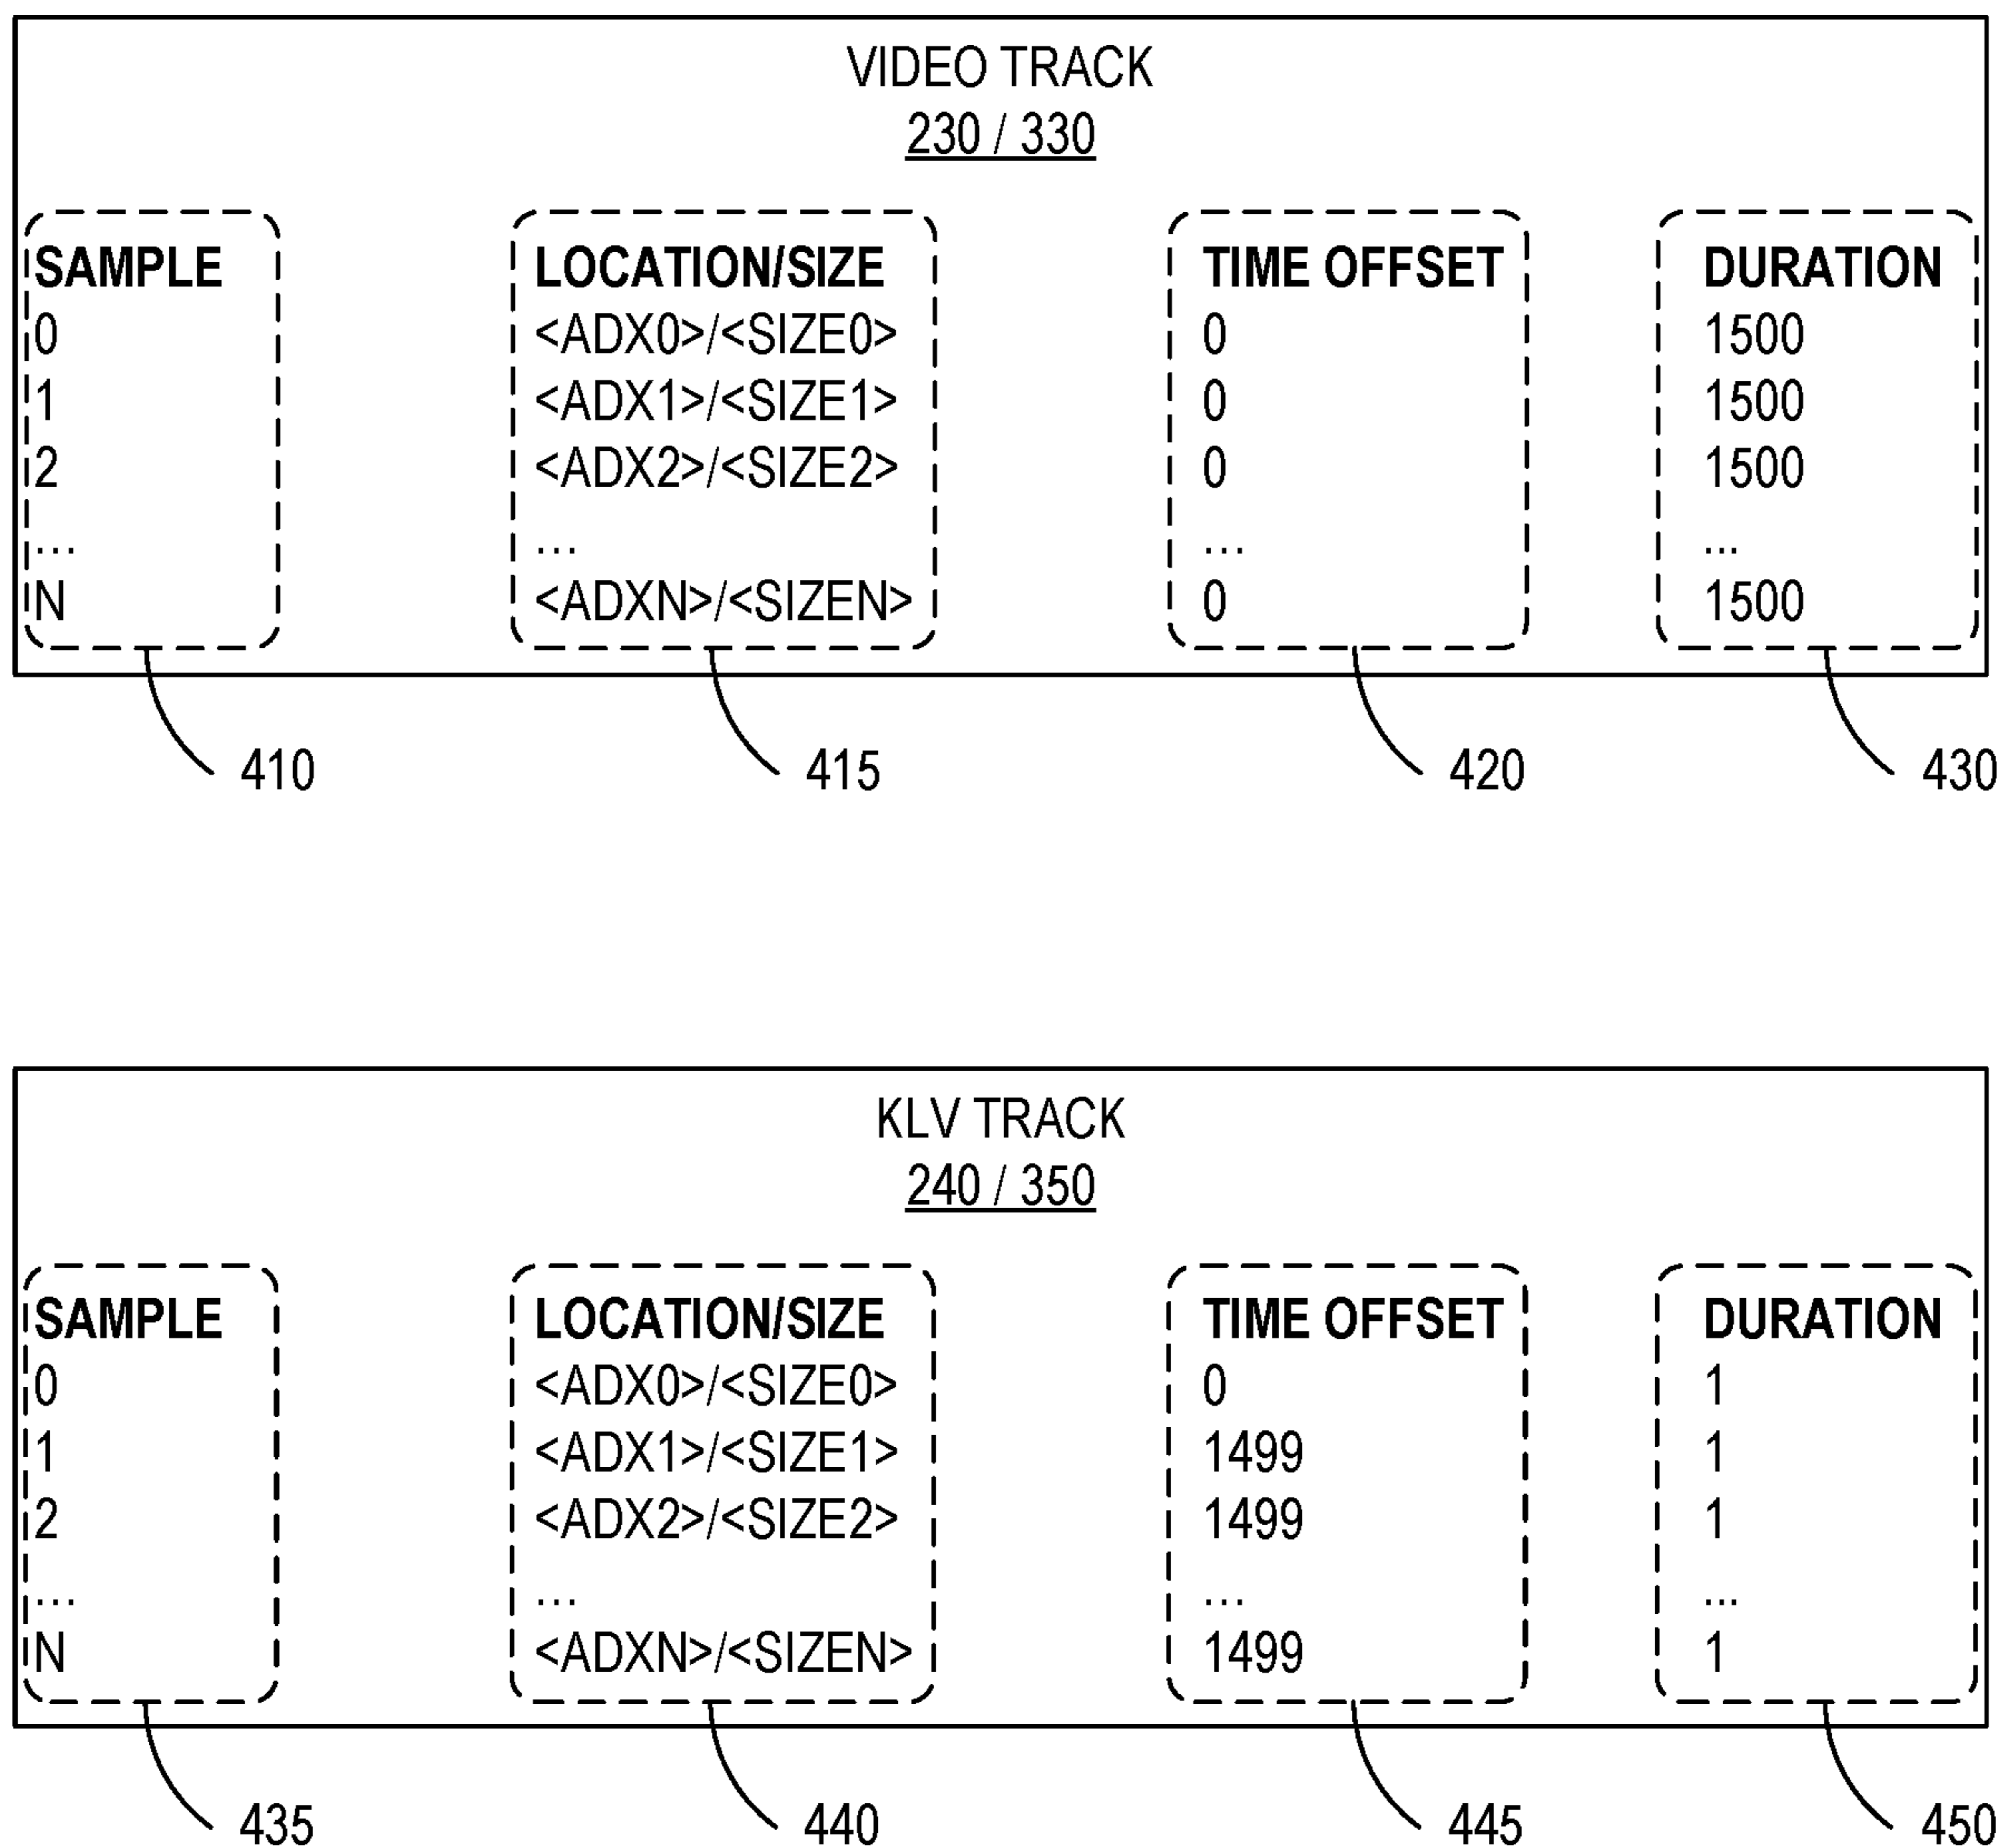 VIDEO TRACK
230 / 330
SAMPLE LOCATION/SIZE TIME OFFSET DURATION
0 <ADX0>/<SIZE0> 0 1500
1 <ADX1>/<SIZE1> 0 1500
2 <ADX2>/<SIZE2> 0 1500
... ... ... ...
N <ADXN>/<SIZEN> 0 1500
410 415 420 430
KLV TRACK
240 / 350
SAMPLE LOCATION/SIZE TIME OFFSET DURATION
0 <ADX0>/<SIZE0> 0 1
1 <ADX1>/<SIZE1> 1499 1
2 <ADX2>/<SIZE2> 1499 1
... ... ... ...
N <ADXN>/<SIZEN> 1499 1
435 440 445 450